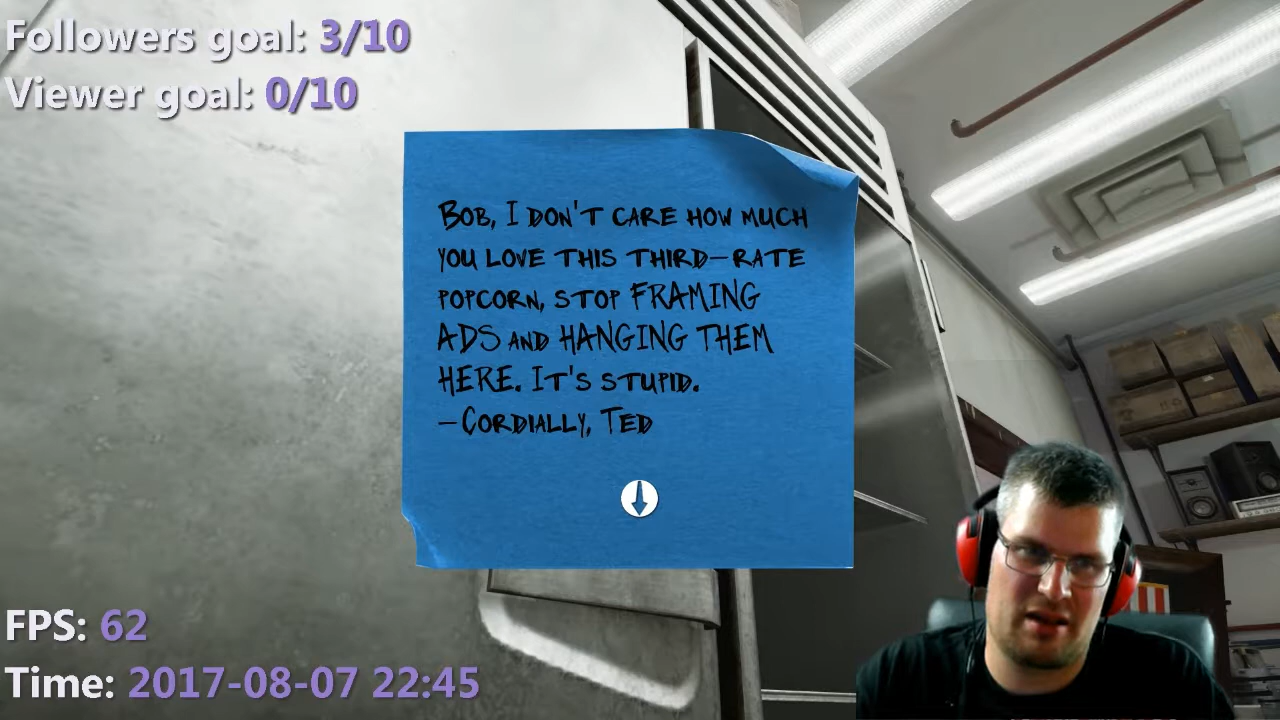 Followers goal: 3/10
Viewer goal: 0/10
BOB, I DON'T CARE HOW MUCH
YOU LOVE THIS THIRD-RATE
POPCORN, STOP FRAMING
ADS AND HANGING THEM
HERE. IT'S STUPID.
-CORDIALLY, TED
FPS: 62
Time: 2017-08-07 22:45